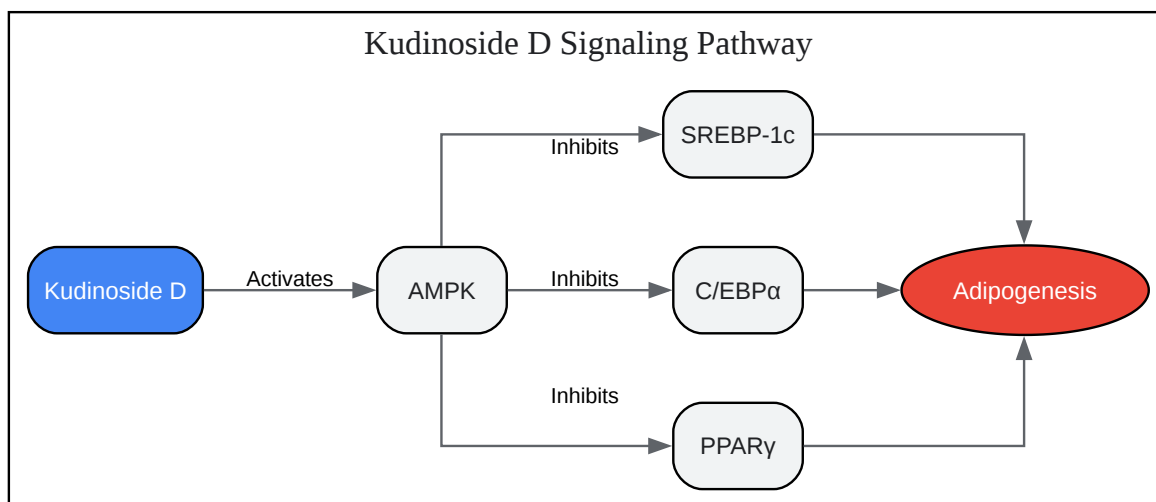 Kudinoside D Signaling Pathway
SREBP-1c
Inhibits
Kudinoside D
Activates
AMPK
Inhibits
C/EBPα
Adipogenesis
Inhibits
PPARγ